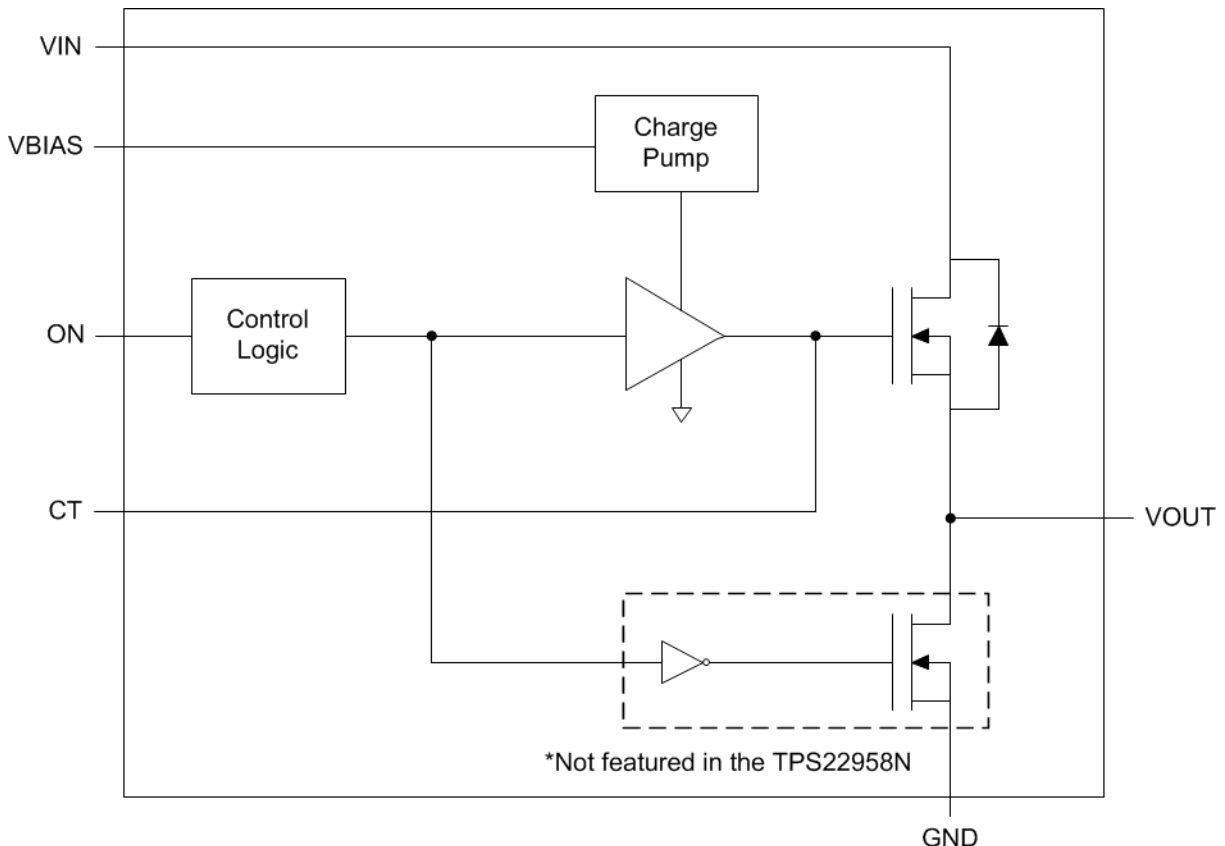 VIN
Charge
Pump
VBIAS
Control
Logic
ON
CT
VOUT
*Not featured in the TPS22958N
GND